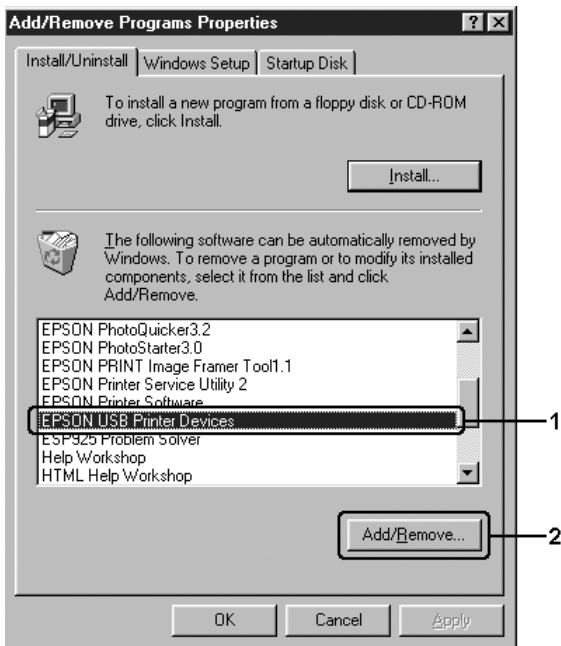 Add/Remove Programs Properties
Install/Uninstall Windows Setup Startup Disk
To install a new program from a floppy disk or CD-ROM
drive, click Install.
Install...
The following software can be automatically removed by
Windows. To remove a program or to modify its installed
components, select it from the list and click
Add/Remove.
EPSON PhotoQuicker3.2
EPSON PhotoStarter3.0
EPSON PRINT Image Framer Tool1.1
EPSON Printer Service Utility 2
EPSON Printer Software
EPSON USB Printer Devices
1
ESP925 Problem Solver
Help Workshop
HTML Help Workshop
Add/Remove...
2
OK Cancel Apply